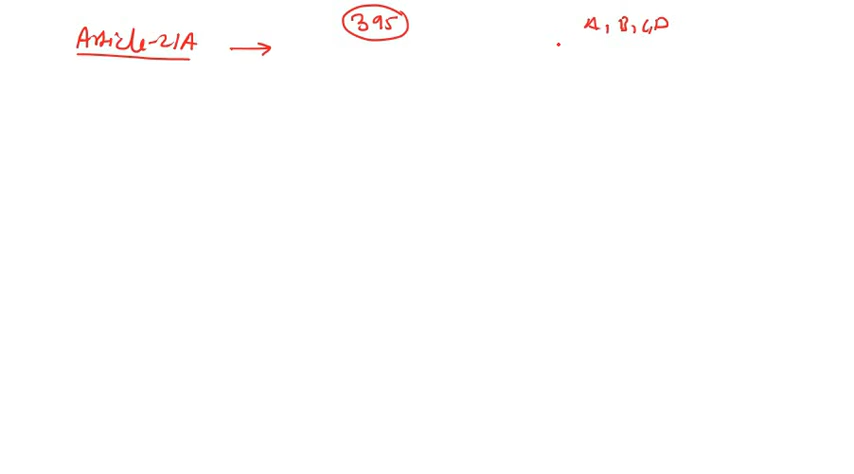 395
A, B, C, D
Article-21A →